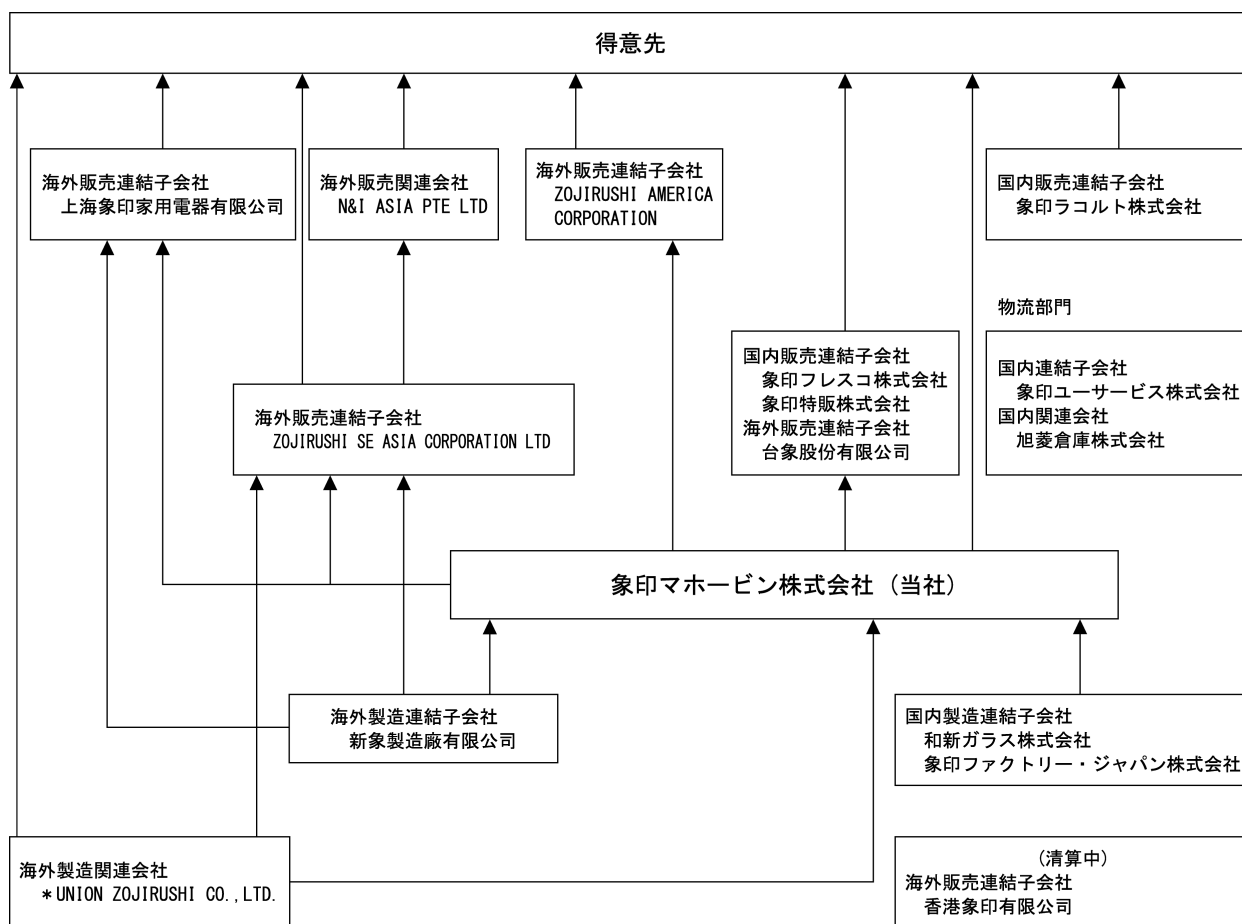 得意先
海外販売連結子会社
上海象印家用電器有限公司
海外販売関連会社
N&I ASIA PTE LTD
海外販売連結子会社
ZOJIRUSHI AMERICA
CORPORATION
国内販売連結子会社
象印ラコルト株式会社
物流部門
国内連結子会社
象印ユーサービス株式会社
国内関連会社
旭菱倉庫株式会社
国内販売連結子会社
象印フレスコ株式会社
象印特販株式会社
海外販売連結子会社
台象股份有限公司
海外販売連結子会社
ZOJIRUSHI SE ASIA CORPORATION LTD
象印マホービン株式会社（当社）
海外製造連結子会社
新象製造廠有限公司
国内製造連結子会社
和新ガラス株式会社
象印ファクトリー・ジャパン株式会社
海外製造関連会社
＊UNION ZOJIRUSHI CO.,LTD.
(清算中)
海外販売連結子会社
香港象印有限公司